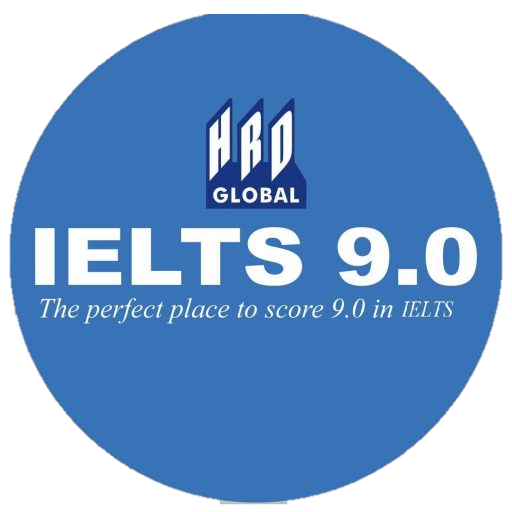 HRD
GLOBAL
IELTS 9.0
The perfect place to score 9.0 in IELTS